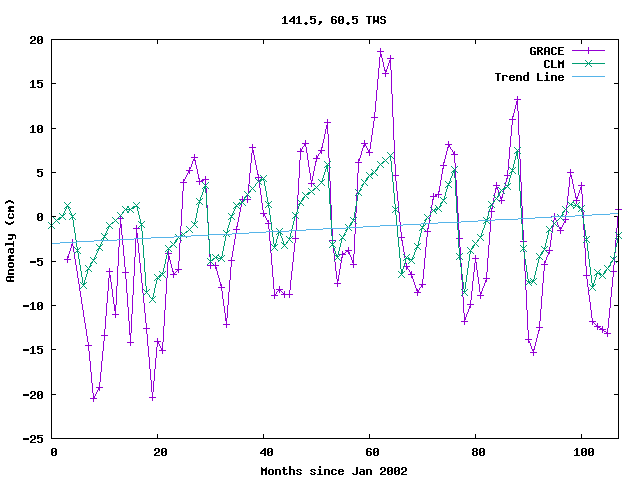 141.5, 60.5 TWS
GRACE
CLM
Trend Line
20
15
10
5
0
-5
-10
-15
-20
-25
Anomaly (cm)
0 20 40 60 80 100
Months since Jan 2002